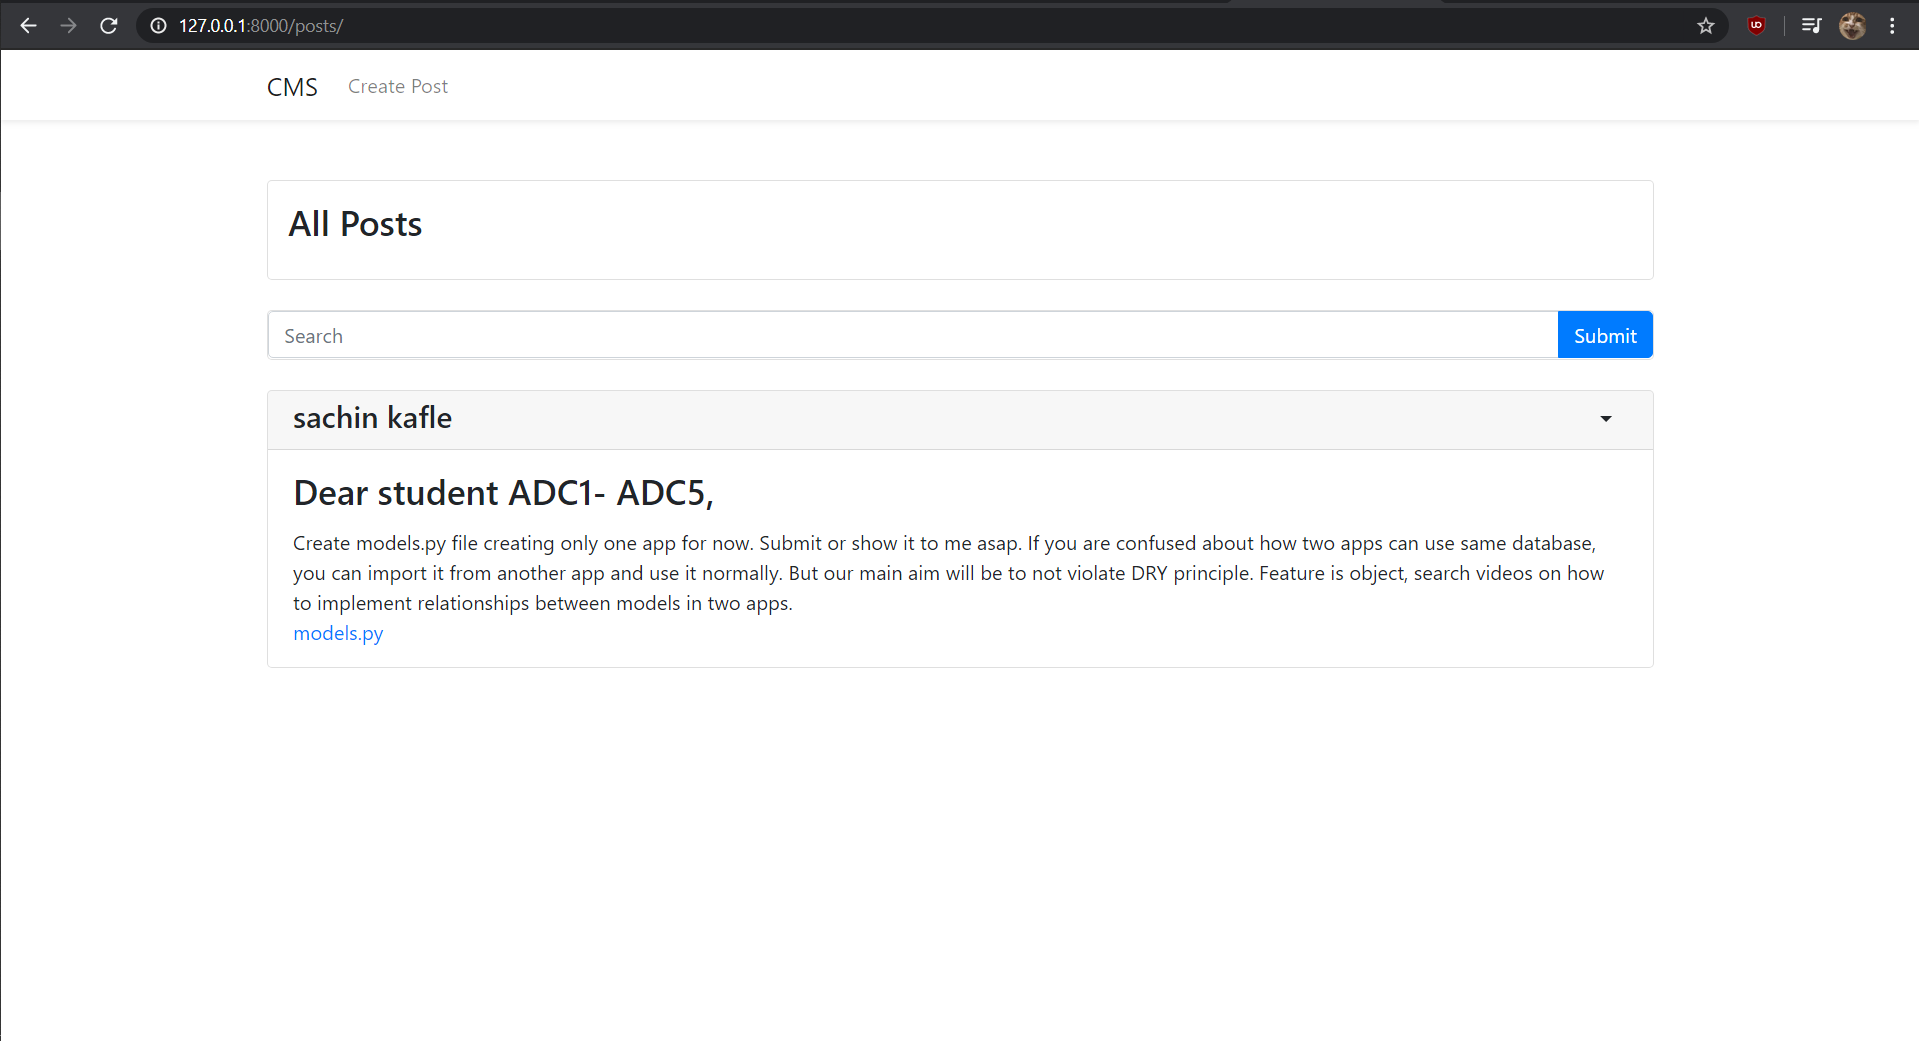 127.0.0.1:8000/posts/
CMS Create Post
All Posts
Search Submit
sachin kafle
Dear student ADC1- ADC5,
Create models.py file creating only one app for now. Submit or show it to me asap. If you are confused about how two apps can use same database,
you can import it from another app and use it normally. But our main aim will be to not violate DRY principle. Feature is object, search videos on how
to implement relationships between models in two apps.
models.py